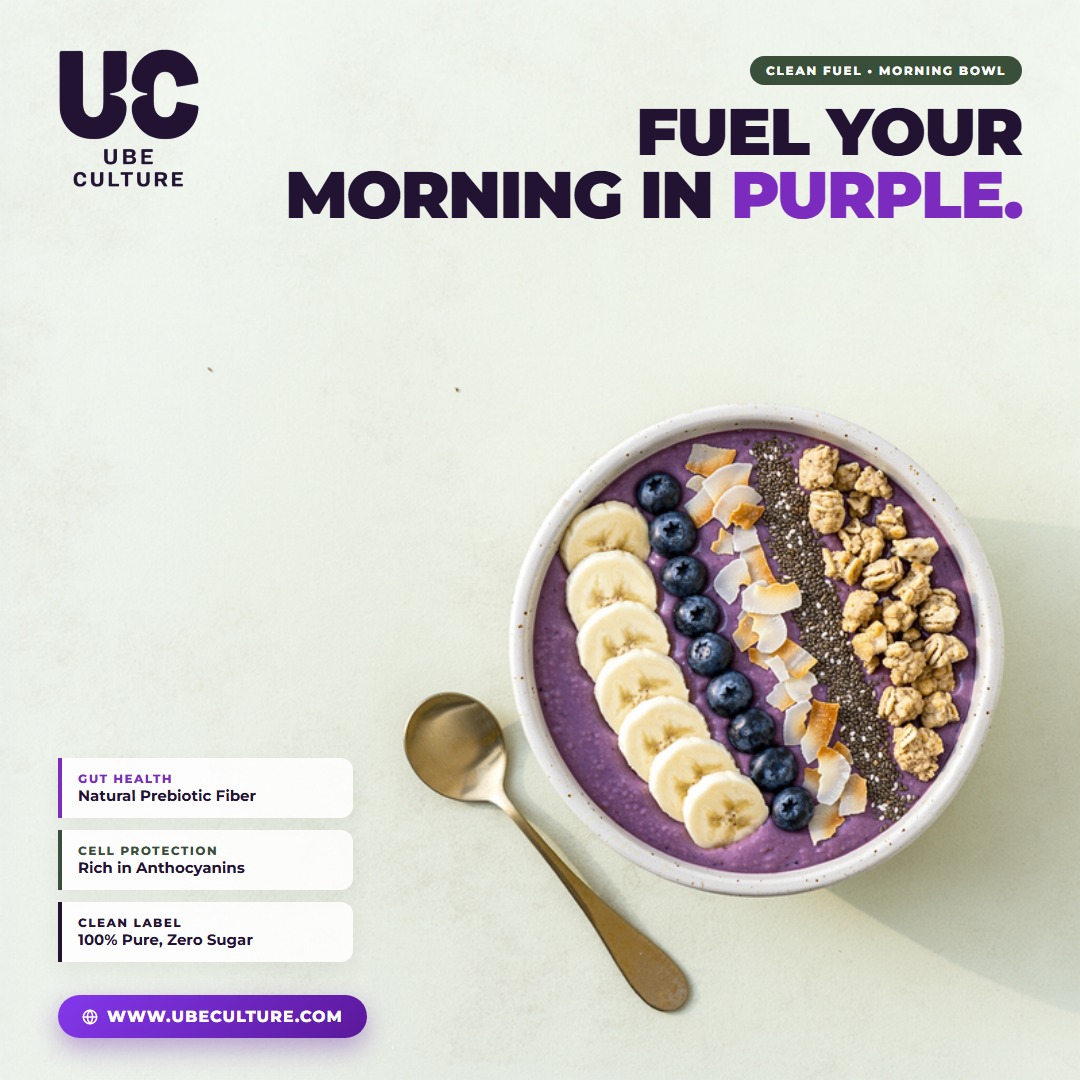 UC
UBE
CULTURE
CLEAN FUEL • MORNING BOWL
FUEL YOUR
MORNING IN PURPLE.
GUT HEALTH
Natural Prebiotic Fiber
CELL PROTECTION
Rich in Anthocyanins
CLEAN LABEL
100% Pure, Zero Sugar
WWW.UBECULTURE.COM